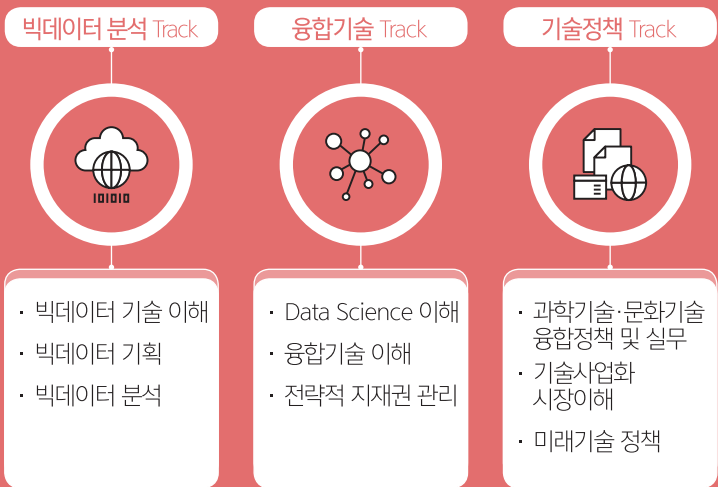 빅데이터 분석 Track
101010
· 빅데이터 기술 이해
· 빅데이터 기획
· 빅데이터 분석
융합기술 Track
· Data Science 이해
· 융합기술 이해
· 전략적 지재권 관리
기술정책 Track
· 과학기술·문화기술
융합정책 및 실무
· 기술사업화
시장이해
· 미래기술 정책